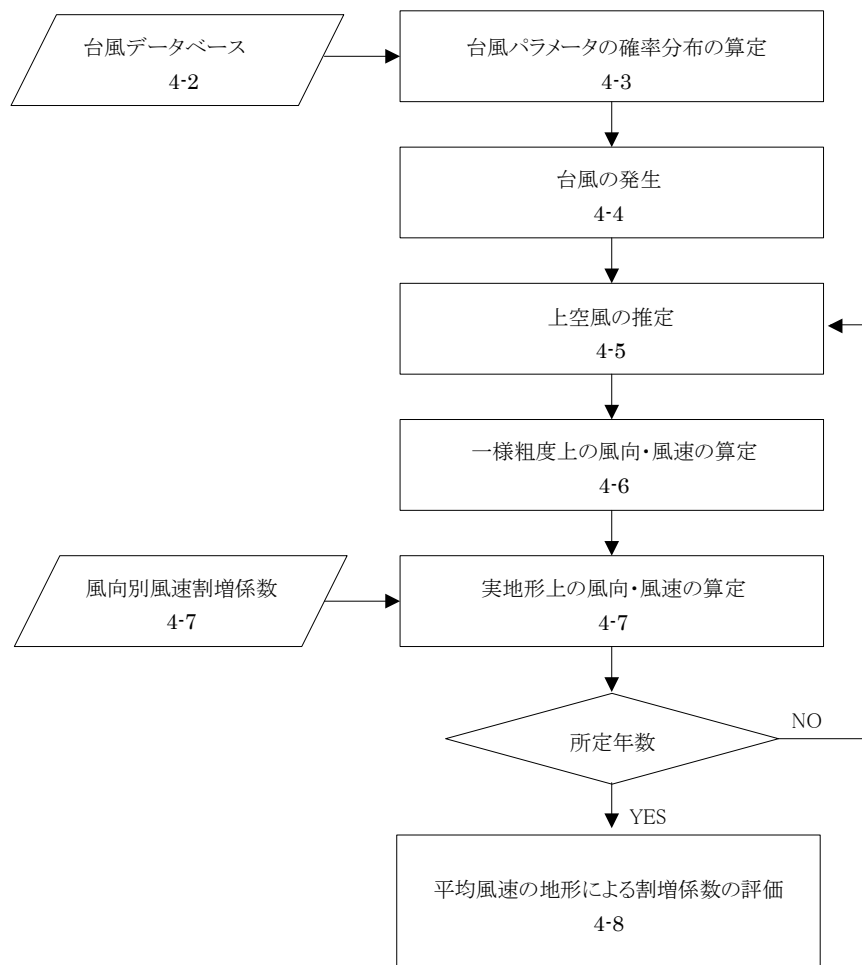 台風データベース
4-2
台風パラメータの確率分布の算定
4-3
台風の発生
4-4
上空風の推定
4-5
一様粗度上の風向・風速の算定
4-6
風向別風速割増係数
4-7
実地形上の風向・風速の算定
4-7
所定年数
NO
YES
平均風速の地形による割増係数の評価
4-8